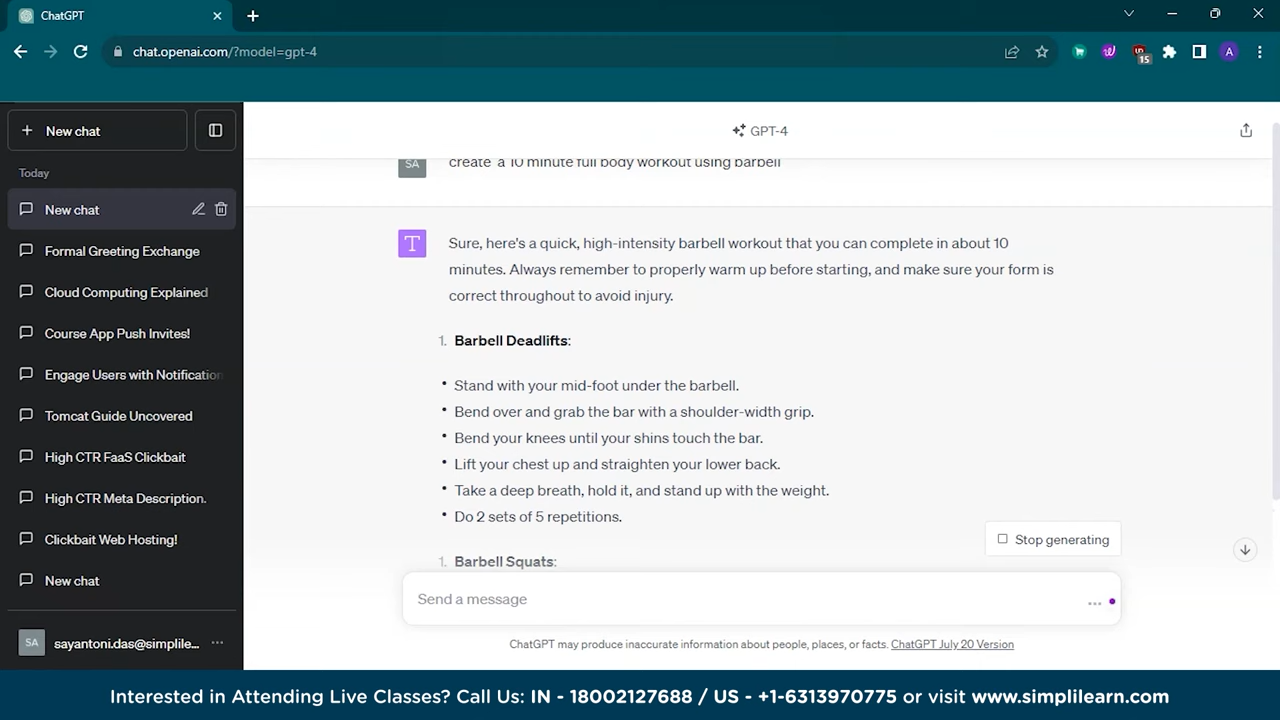 ChatGPT
chat.openai.com/?model=gpt-4
15
A
New chat
Today
New chat
Formal Greeting Exchange
Cloud Computing Explained
Course App Push Invites!
Engage Users with Notification
Tomcat Guide Uncovered
High CTR FaaS Clickbait
High CTR Meta Description.
Clickbait Web Hosting!
New chat
SA
sayantoni.das@simplile...
GPT-4
SA
create a 10 minute full body workout using barbell
T
Sure, here's a quick, high-intensity barbell workout that you can complete in about 10
minutes. Always remember to properly warm up before starting, and make sure your form is
correct throughout to avoid injury.
1. Barbell Deadlifts:
• Stand with your mid-foot under the barbell.
• Bend over and grab the bar with a shoulder-width grip.
• Bend your knees until your shins touch the bar.
• Lift your chest up and straighten your lower back.
• Take a deep breath, hold it, and stand up with the weight.
• Do 2 sets of 5 repetitions.
Stop generating
1. Barbell Squats:
Send a message
ChatGPT may produce inaccurate information about people, places, or facts. ChatGPT July 20 Version
Interested in Attending Live Classes? Call Us: IN - 18002127688 / US - +1-6313970775 or visit www.simplilearn.com